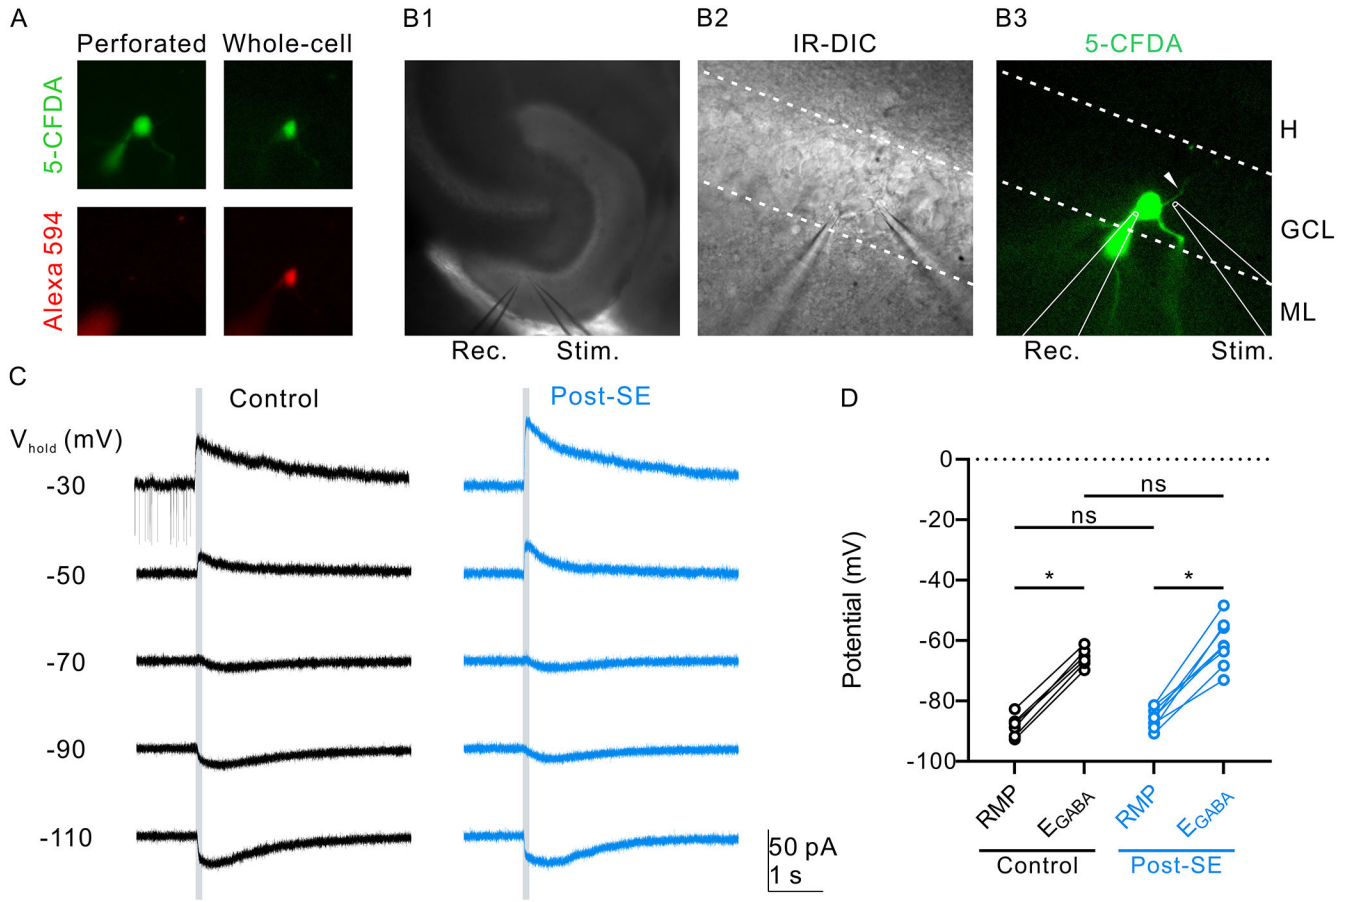 A
Perforated Whole-cell
5-CFDA
Alexa 594
B1
Rec. Stim.
B2
IR-DIC
B3
5-CFDA
H
GCL
ML
Rec. Stim.
C
Control Post-SE
Vhold (mV)
-30
-50
-70
-90
-110
50 pA
1 s
D
Potential (mV)
0
-20
-40
-60
-80
-100
ns
ns
* *
RMP EGABA RMP EGABA
Control Post-SE